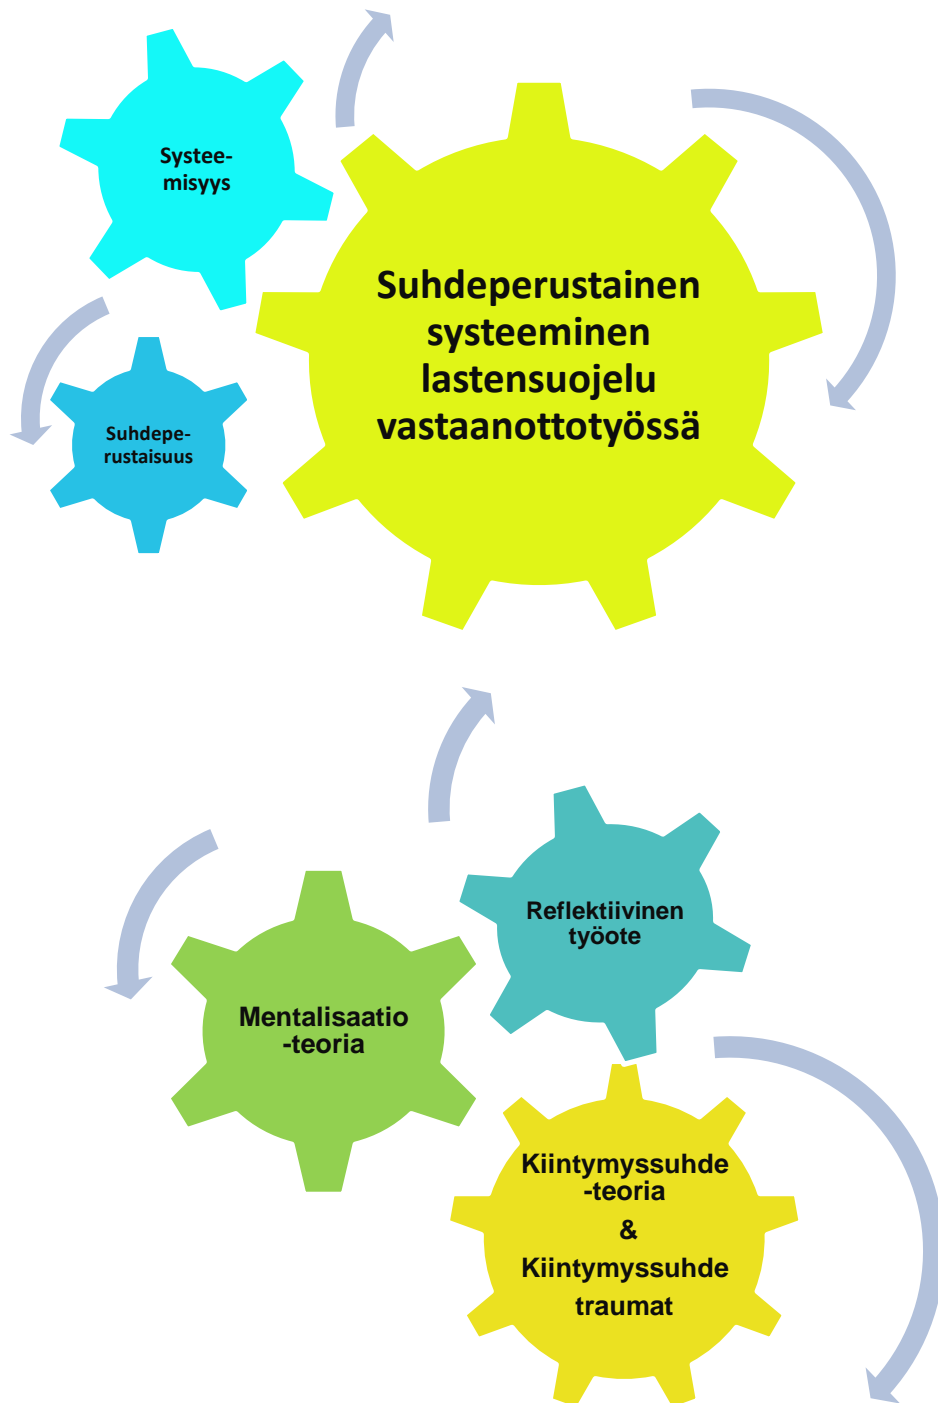 Systee-
misyys
Suhdeperustainen
systeeminen
lastensuojelu
vastaanottotyössä
Suhdepe-
rustaisuus
Reflektiivinen
työote
Mentalisaatio
-teoria
Kiintymyssuhde
-teoria
&
Kiintymyssuhde
traumat